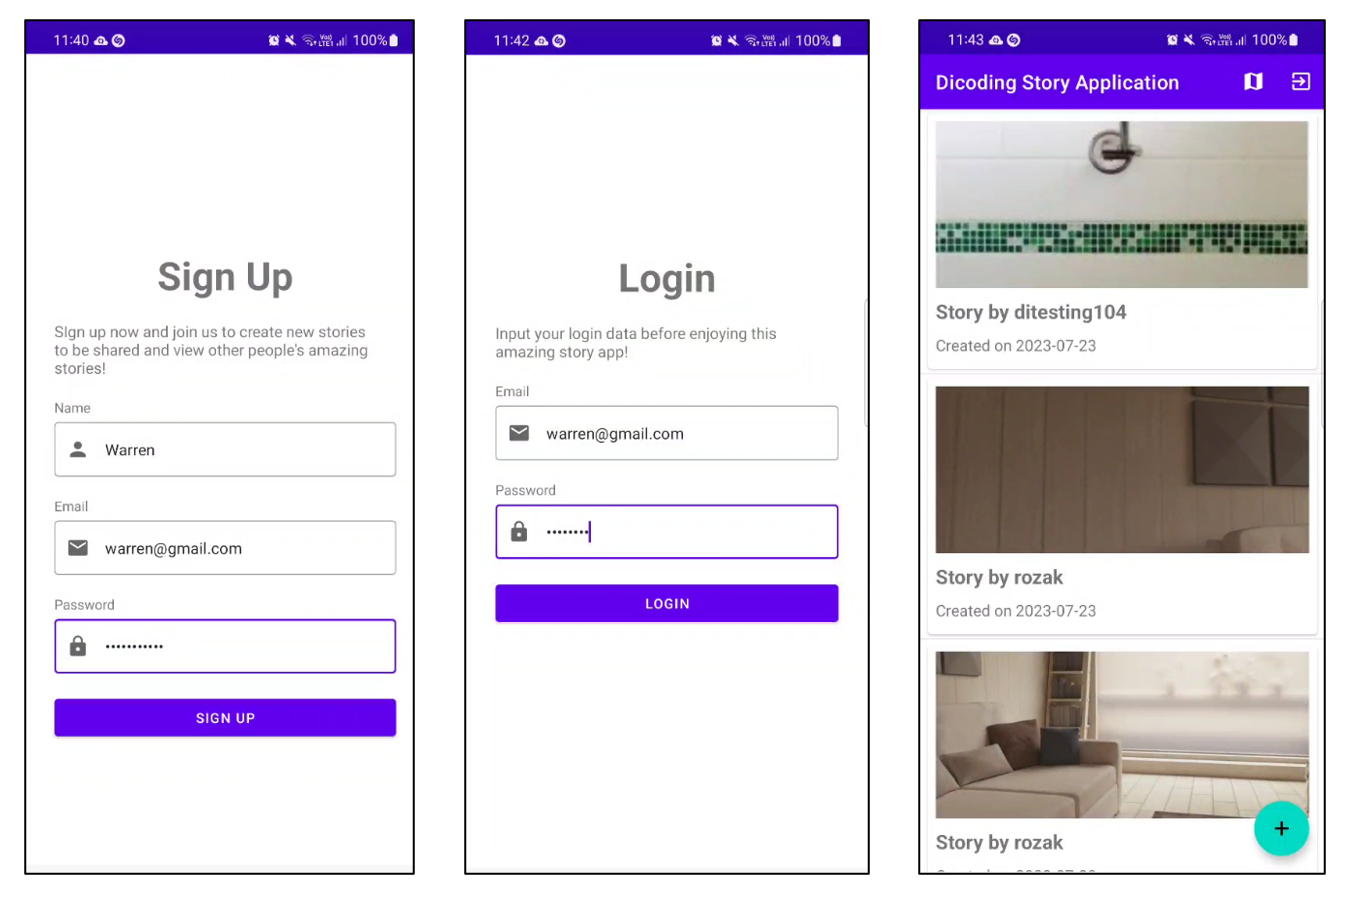 11:40
100%
Sign Up
SIgn up now and join us to create new stories
to be shared and view other people's amazing
stories!
Name
Warren
Email
warren@gmail.com
Password
•••••••••••
SIGN UP
11:42
100%
Login
Input your login data before enjoying this
amazing story app!
Email
warren@gmail.com
Password
••••••••
LOGIN
11:43
100%
Dicoding Story Application
Story by ditesting104
Created on 2023-07-23
Story by rozak
Created on 2023-07-23
Story by rozak